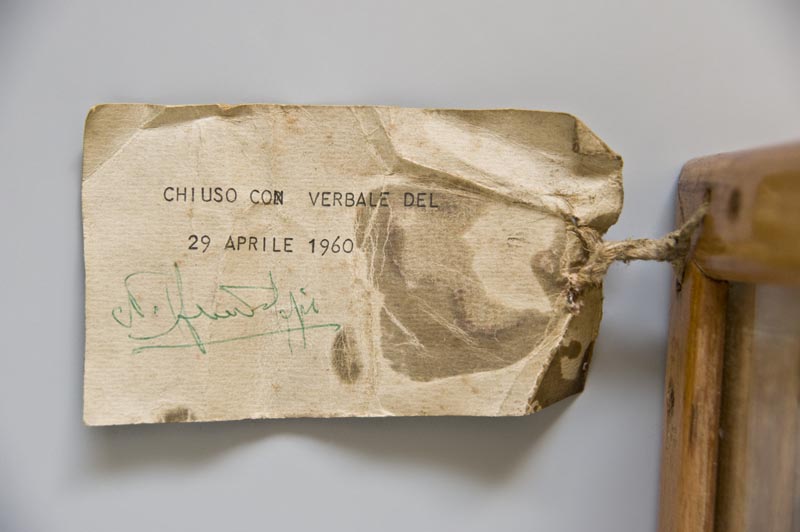 CHIUSO CON VERBALE DEL
29 APRILE 1960